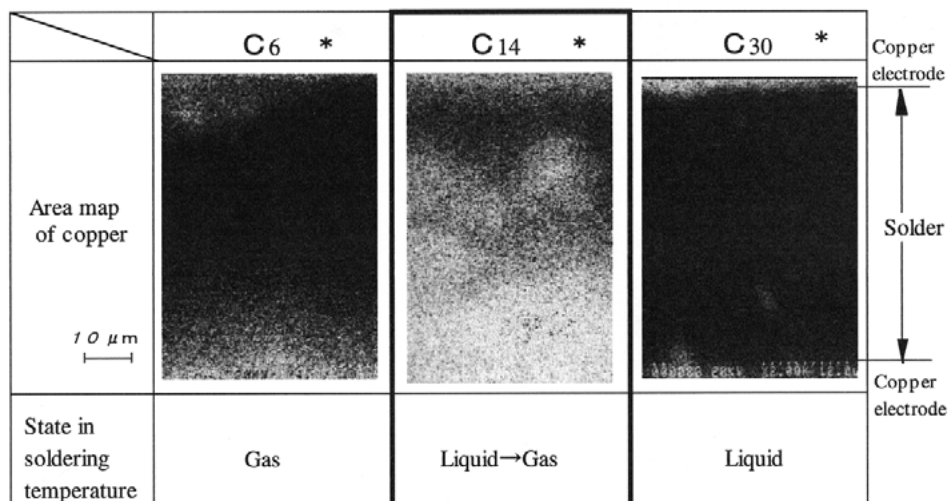 C6 *
C14 *
C30 *
Copper
electrode
Area map
of copper
10 μm
Solder
Copper
electrode
State in
soldering
temperature
Gas
Liquid→Gas
Liquid